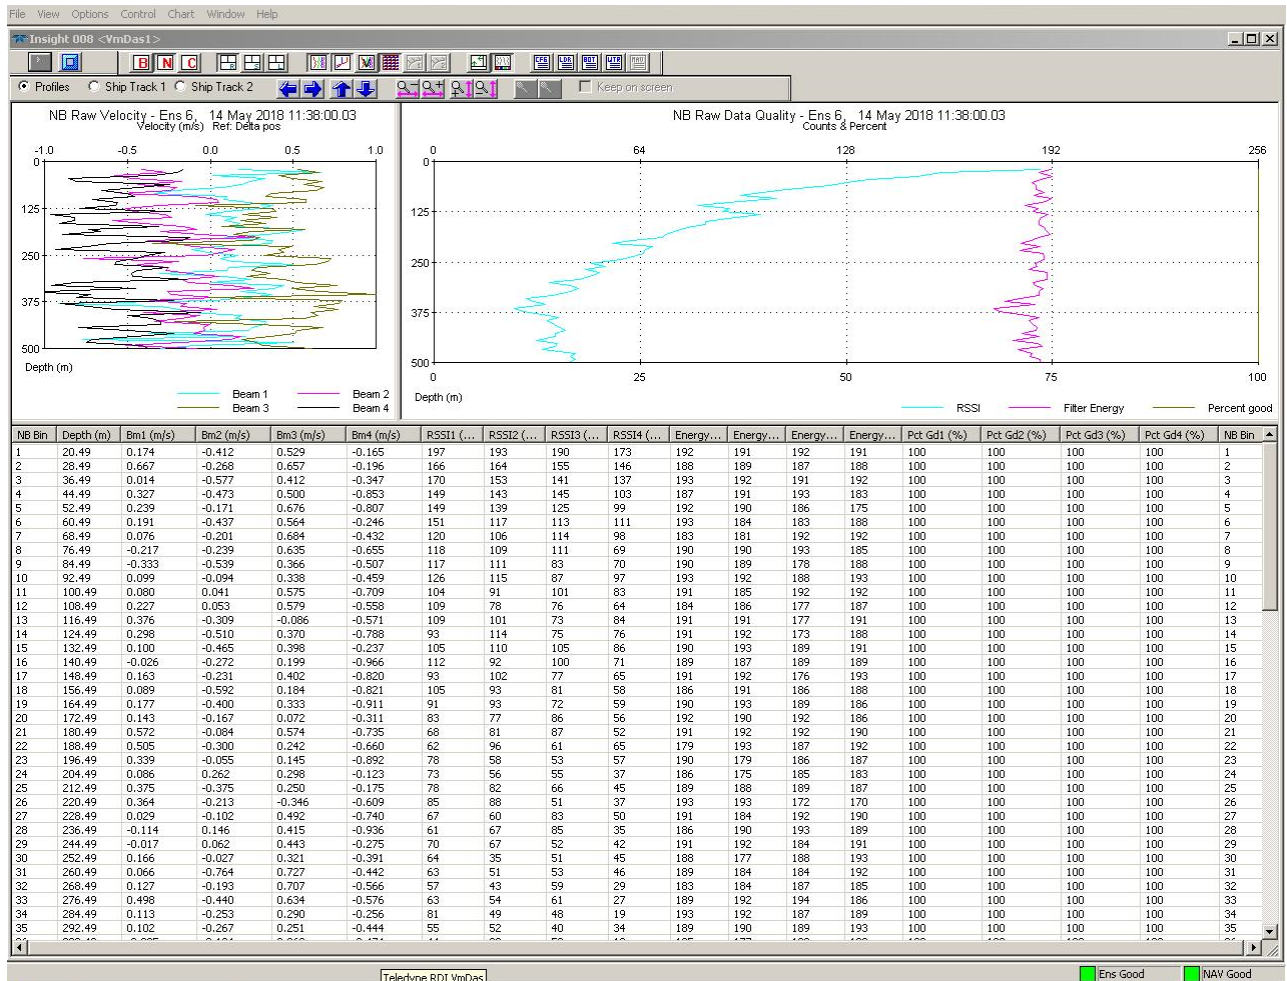 File View Options Control Chart Window Help
Insight 008 <VmDas1>
B N C
CFG LDR BOT WTR NAV
Profiles Ship Track 1 Ship Track 2 Keep on screen
NB Raw Velocity - Ens 6, 14 May 2018 11:38:00.03
Velocity (m/s) Ref: Delta pos
-1.0 -0.5 0.0 0.5 1.0
0
125
250
375
500
Depth (m)
Beam 1 Beam 2
Beam 3 Beam 4
NB Raw Data Quality - Ens 6, 14 May 2018 11:38:00.03
Counts & Percent
0 64 128 192 256
0
125
250
375
500
0 25 50 75 100
Depth (m)
RSSI Filter Energy Percent good
NB Bin Depth (m) Bm1 (m/s) Bm2 (m/s) Bm3 (m/s) Bm4 (m/s) RSSI1 (... RSSI2 (... RSSI3 (... RSSI4 (... Energy... Energy... Energy... Energy... Pct Gd1 (%) Pct Gd2 (%) Pct Gd3 (%) Pct Gd4 (%) NB Bin
1 20.49 0.174 -0.412 0.529 -0.165 197 193 190 173 192 191 192 191 100 100 100 100 1
2 28.49 0.667 -0.268 0.657 -0.196 166 164 155 146 188 189 187 188 100 100 100 100 2
3 36.49 0.014 -0.577 0.412 -0.347 170 153 141 137 193 192 191 192 100 100 100 100 3
4 44.49 0.327 -0.473 0.500 -0.853 149 143 145 103 187 191 193 183 100 100 100 100 4
5 52.49 0.239 -0.171 0.676 -0.807 149 139 125 99 192 190 186 175 100 100 100 100 5
6 60.49 0.191 -0.437 0.564 -0.246 151 117 113 111 193 184 183 188 100 100 100 100 6
7 68.49 0.076 -0.201 0.684 -0.432 120 106 114 98 183 181 192 192 100 100 100 100 7
8 76.49 -0.217 -0.239 0.635 -0.655 118 109 111 69 190 190 193 185 100 100 100 100 8
9 84.49 -0.333 -0.539 0.366 -0.507 117 111 83 70 190 189 178 188 100 100 100 100 9
10 92.49 0.099 -0.094 0.338 -0.459 126 115 87 97 193 192 188 193 100 100 100 100 10
11 100.49 0.080 0.041 0.575 -0.709 104 91 101 83 191 185 192 192 100 100 100 100 11
12 108.49 0.227 0.053 0.579 -0.558 109 78 76 64 184 186 177 187 100 100 100 100 12
13 116.49 0.376 -0.309 -0.086 -0.571 109 101 73 84 191 191 177 191 100 100 100 100 13
14 124.49 0.298 -0.510 0.370 -0.788 93 114 75 76 191 192 173 188 100 100 100 100 14
15 132.49 0.100 -0.465 0.398 -0.237 105 110 105 86 190 193 189 191 100 100 100 100 15
16 140.49 -0.026 -0.272 0.199 -0.966 112 92 100 71 189 187 189 189 100 100 100 100 16
17 148.49 0.163 -0.231 0.402 -0.820 93 102 77 65 191 192 176 193 100 100 100 100 17
18 156.49 0.089 -0.592 0.184 -0.821 105 93 81 58 186 191 186 188 100 100 100 100 18
19 164.49 0.177 -0.400 0.333 -0.911 91 93 72 59 190 193 189 186 100 100 100 100 19
20 172.49 0.143 -0.167 0.072 -0.311 83 77 86 56 192 190 192 186 100 100 100 100 20
21 180.49 0.572 -0.084 0.574 -0.735 68 81 87 52 191 192 192 190 100 100 100 100 21
22 188.49 0.505 -0.300 0.242 -0.660 62 96 61 65 179 193 187 192 100 100 100 100 22
23 196.49 0.339 -0.055 0.145 -0.892 78 58 53 57 190 179 186 187 100 100 100 100 23
24 204.49 0.086 0.262 0.298 -0.123 73 56 55 37 186 175 185 183 100 100 100 100 24
25 212.49 0.375 -0.375 0.250 -0.175 78 82 66 45 189 188 189 187 100 100 100 100 25
26 220.49 0.364 -0.213 -0.346 -0.609 85 88 51 37 193 193 172 170 100 100 100 100 26
27 228.49 0.029 -0.102 0.492 -0.740 67 60 83 50 191 184 192 190 100 100 100 100 27
28 236.49 -0.114 0.146 0.415 -0.936 61 67 85 35 186 190 193 189 100 100 100 100 28
29 244.49 -0.017 0.062 0.443 -0.275 70 67 52 42 191 192 184 191 100 100 100 100 29
30 252.49 0.166 -0.027 0.321 -0.391 64 35 51 45 188 177 188 193 100 100 100 100 30
31 260.49 0.066 -0.764 0.727 -0.442 63 51 53 46 189 184 184 192 100 100 100 100 31
32 268.49 0.127 -0.193 0.707 -0.566 57 43 59 29 183 184 187 185 100 100 100 100 32
33 276.49 0.498 -0.440 0.634 -0.576 63 54 61 27 189 192 194 186 100 100 100 100 33
34 284.49 0.113 -0.253 0.290 -0.256 81 49 48 19 193 192 187 189 100 100 100 100 34
35 292.49 0.102 -0.267 0.251 -0.444 55 52 40 34 189 190 189 193 100 100 100 100 35
Teledyne RDI VmDas Ens Good NAV Good